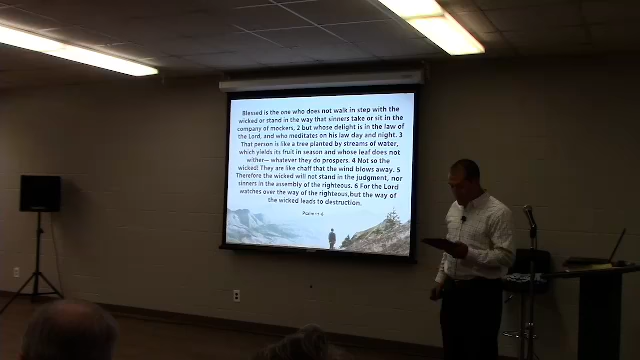 Blessed is the one who does not walk in step with the
wicked or stand in the way that sinners take or sit in the
company of mockers, 2 but whose delight is in the law of
the Lord, and who meditates on his law day and night. 3
That person is like a tree planted by streams of water,
which yields its fruit in season and whose leaf does not
wither— whatever they do prospers. 4 Not so the
wicked! They are like chaff that the wind blows away. 5
Therefore the wicked will not stand in the judgment, nor
sinners in the assembly of the righteous. 6 For the Lord
watches over the way of the righteous,but the way of
the wicked leads to destruction.
Psalm 1:1-6